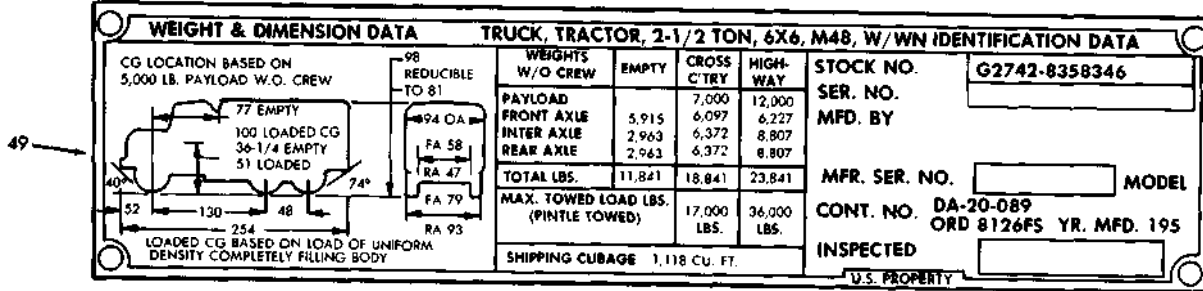 WEIGHT & DIMENSION DATA
TRUCK, TRACTOR, 2-1/2 TON, 6X6, M48, W/WN IDENTIFICATION DATA
CG LOCATION BASED ON
5,000 LB. PAYLOAD W.O. CREW
98
REDUCIBLE
TO 81
77 EMPTY
100 LOADED CG
36-1/4 EMPTY
51 LOADED
94 OA
FA 58
RA 47
FA 79
RA 93
40°
74°
52
130
48
254
LOADED CG BASED ON LOAD OF UNIFORM
DENSITY COMPLETELY FILLING BODY
49
WEIGHTS W/O CREW EMPTY CROSS C'TRY HIGH-WAY
PAYLOAD 7,000 12,000
FRONT AXLE 5,915 6,097 6,227
INTER AXLE 2,963 6,372 8,807
REAR AXLE 2,963 6,372 8,807
TOTAL LBS. 11,841 18,841 23,841
MAX. TOWED LOAD LBS.
(PINTLE TOWED) 17,000 LBS. 36,000 LBS.
SHIPPING CUBAGE 1,118 CU. FT.
STOCK NO. G2742-8358346
SER. NO.
MFD. BY
MFR. SER. NO. MODEL
CONT. NO. DA-20-089
ORD 8126FS YR. MFD. 195
INSPECTED
U.S. PROPERTY